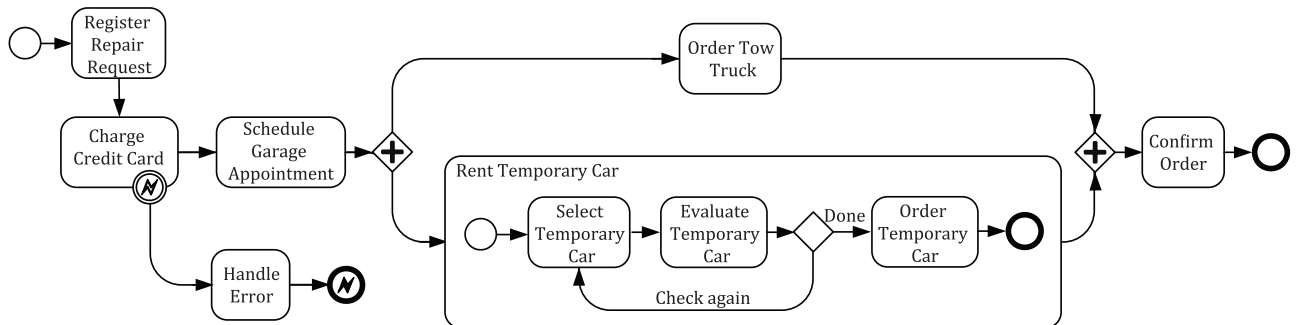 Register
Repair
Request
Charge
Credit Card
Schedule
Garage
Appointment
Handle
Error
Order Tow
Truck
Rent Temporary Car
Select
Temporary
Car
Evaluate
Temporary
Car
Done
Order
Temporary
Car
Check again
Confirm
Order